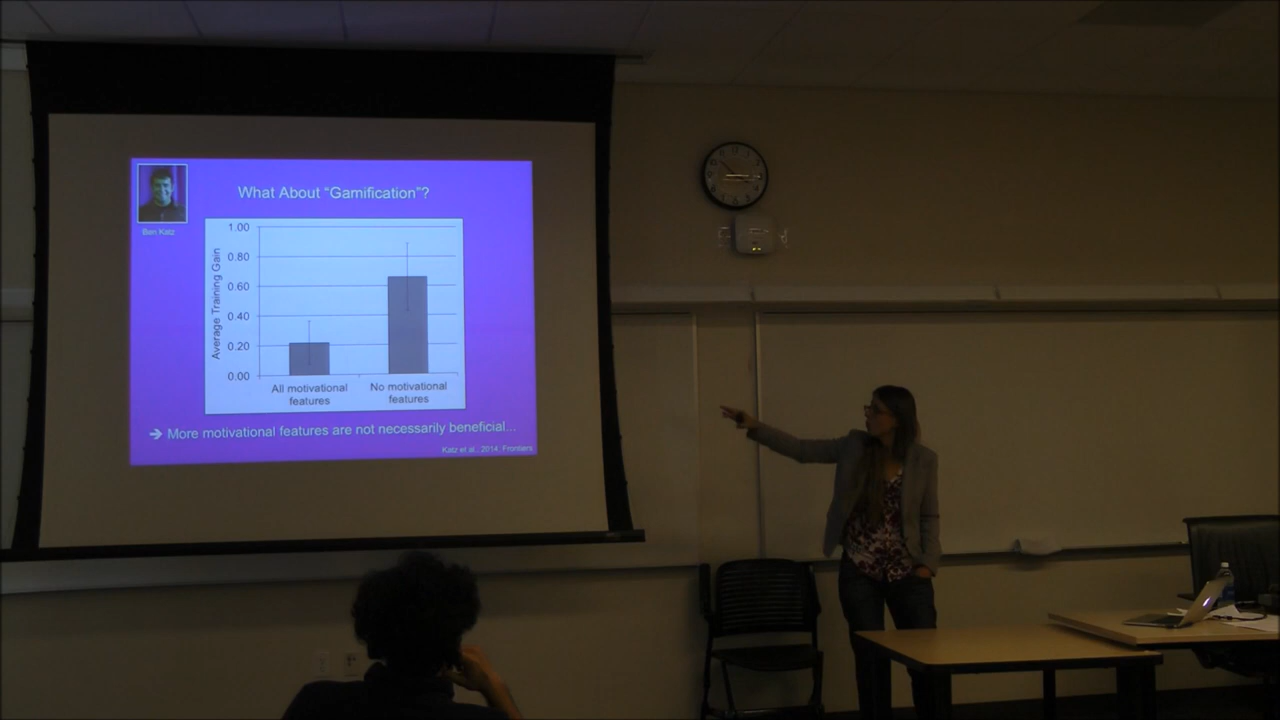 What About “Gamification”?
Ben Katz
Average Training Gain
1.00
0.80
0.60
0.40
0.20
0.00
All motivational
features
No motivational
features
➔ More motivational features are not necessarily beneficial...
Katz et al., 2014, Frontiers